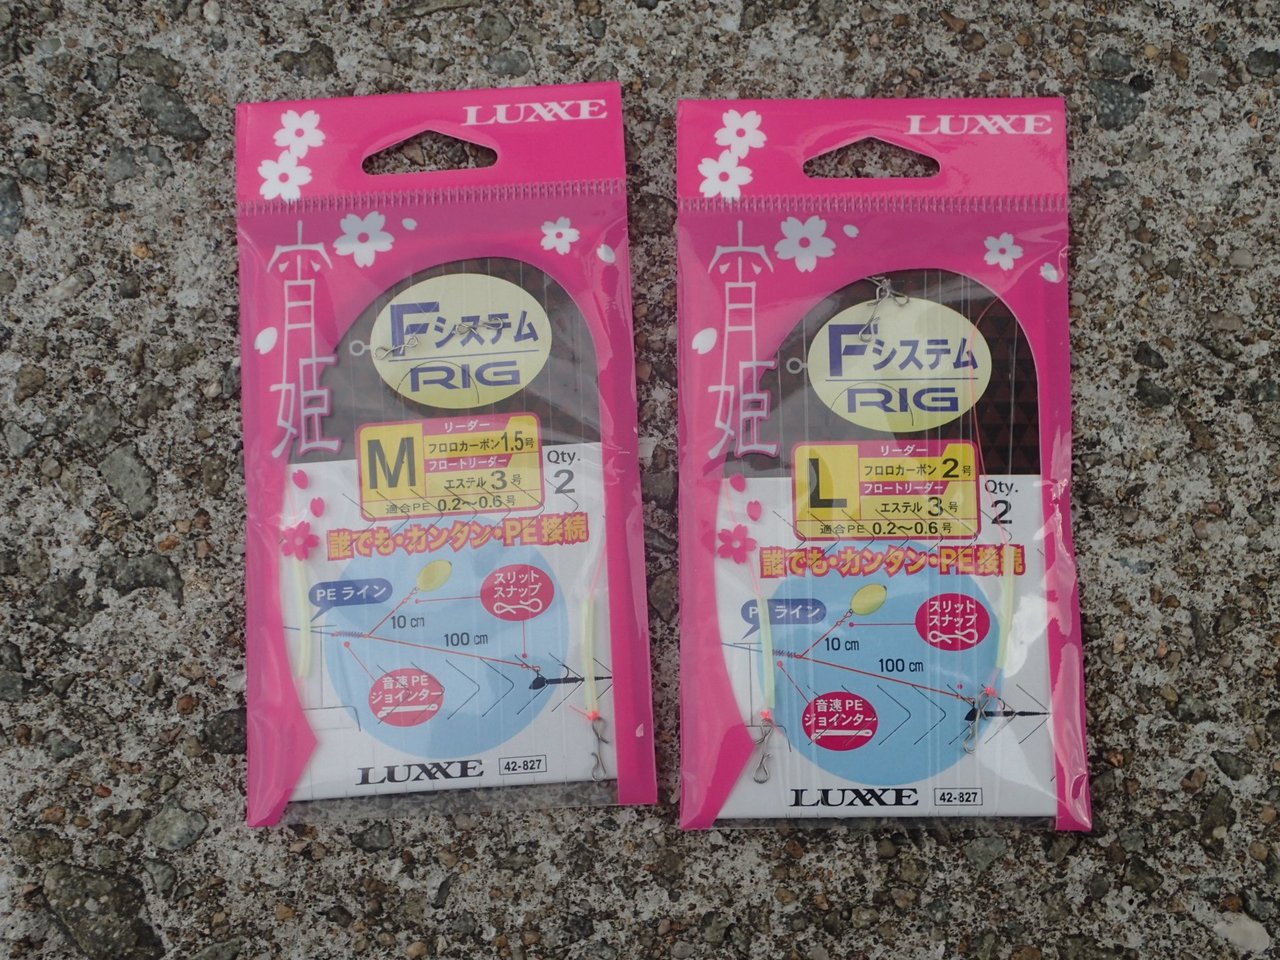 LUXXE
宵姫
Fシステム
RIG
M
リーダー
フロロカーボン1.5号
フロートリーダー
エステル3号
適合PE 0.2〜0.6号
Qty.
2
誰でも・カンタン・PE接続
PEライン
スリット
スナップ
10cm
100cm
音速PE
ジョインター
LUXXE
42-827
LUXXE
宵姫
Fシステム
RIG
L
リーダー
フロロカーボン2号
フロートリーダー
エステル3号
適合PE 0.2〜0.6号
Qty.
2
誰でも・カンタン・PE接続
PEライン
スリット
スナップ
10cm
100cm
音速PE
ジョインター
LUXXE
42-827